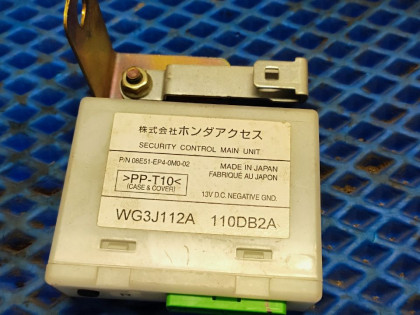 株式会社ホンダアクセス
SECURITY CONTROL MAIN UNIT
P/N 08E51-EP4-0M0-02
MADE IN JAPAN
FABRIQUÉ AU JAPON
>PP-T10<
(CASE & COVER)
13V D.C. NEGATIVE GND.
WG3J112A 110DB2A